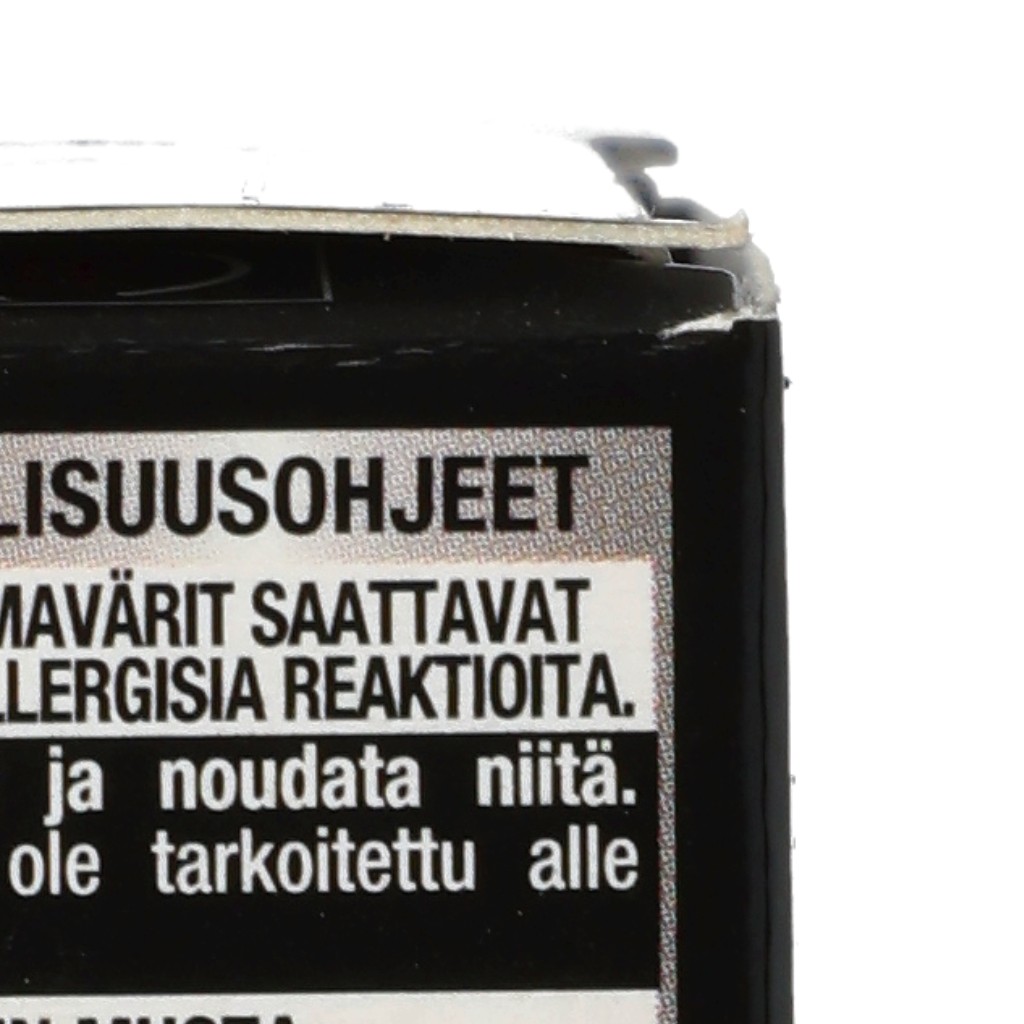 LISUUSOHJEET
MAVÄRIT SAATTAVAT
LLERGISIA REAKTIOITA.
ja noudata niitä.
ole tarkoitettu alle